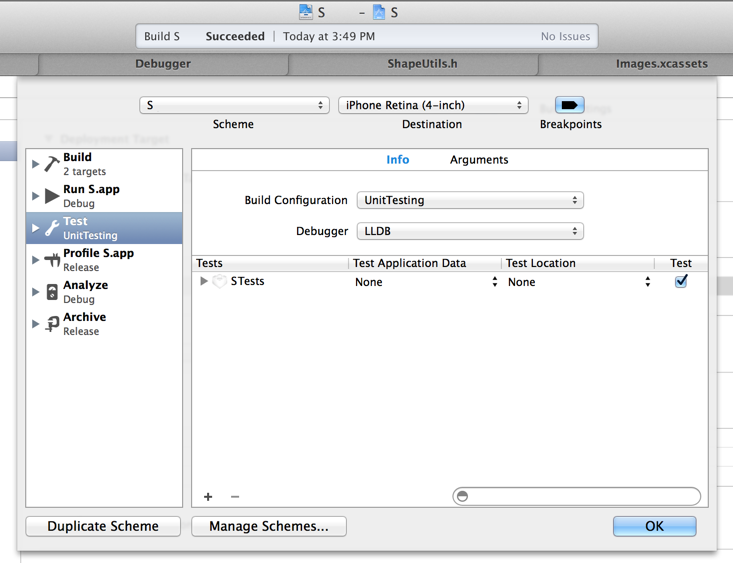 S – S
Build S Succeeded | Today at 3:49 PM No Issues
Debugger ShapeUtils.h Images.xcassets
S iPhone Retina (4-inch)
Scheme Destination Breakpoints
Deployment Target
Info Arguments
Build
2 targets
Run S.app
Debug
Test
UnitTesting
Profile S.app
Release
Analyze
Debug
Archive
Release
Build Configuration UnitTesting
Debugger LLDB
Tests Test Application Data Test Location Test
STests None None
+ −
Duplicate Scheme Manage Schemes... OK